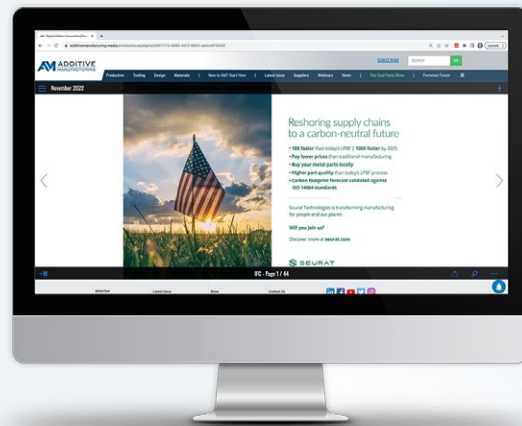 AM ADDITIVE
MANUFACTURING
SUBSCRIBE
Production Tooling Design Materials | New to AM? Start Here | Latest Issue Suppliers Webinars News | The Cool Parts Show | Formnext Forum
November 2022
Reshoring supply chains
to a carbon-neutral future
• 10X faster than today's LPBF | 100X faster by 2025
• Pay lower prices than traditional manufacturing
• Buy your metal parts locally
• Higher part quality than today's LPBF process
• Carbon footprint forecast validated against
ISO 14064 standards
Seurat Technologies is transforming manufacturing
for people and our planet.
Will you join us?
Discover more at seurat.com
SEURAT
IFC - Page 1 / 44
Advertise Latest Issue News Contact Us